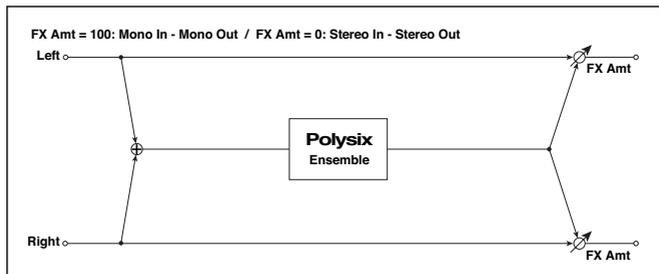 FX Amt = 100: Mono In - Mono Out / FX Amt = 0: Stereo In - Stereo Out
Left
FX Amt
Polysix
Ensemble
Right
FX Amt